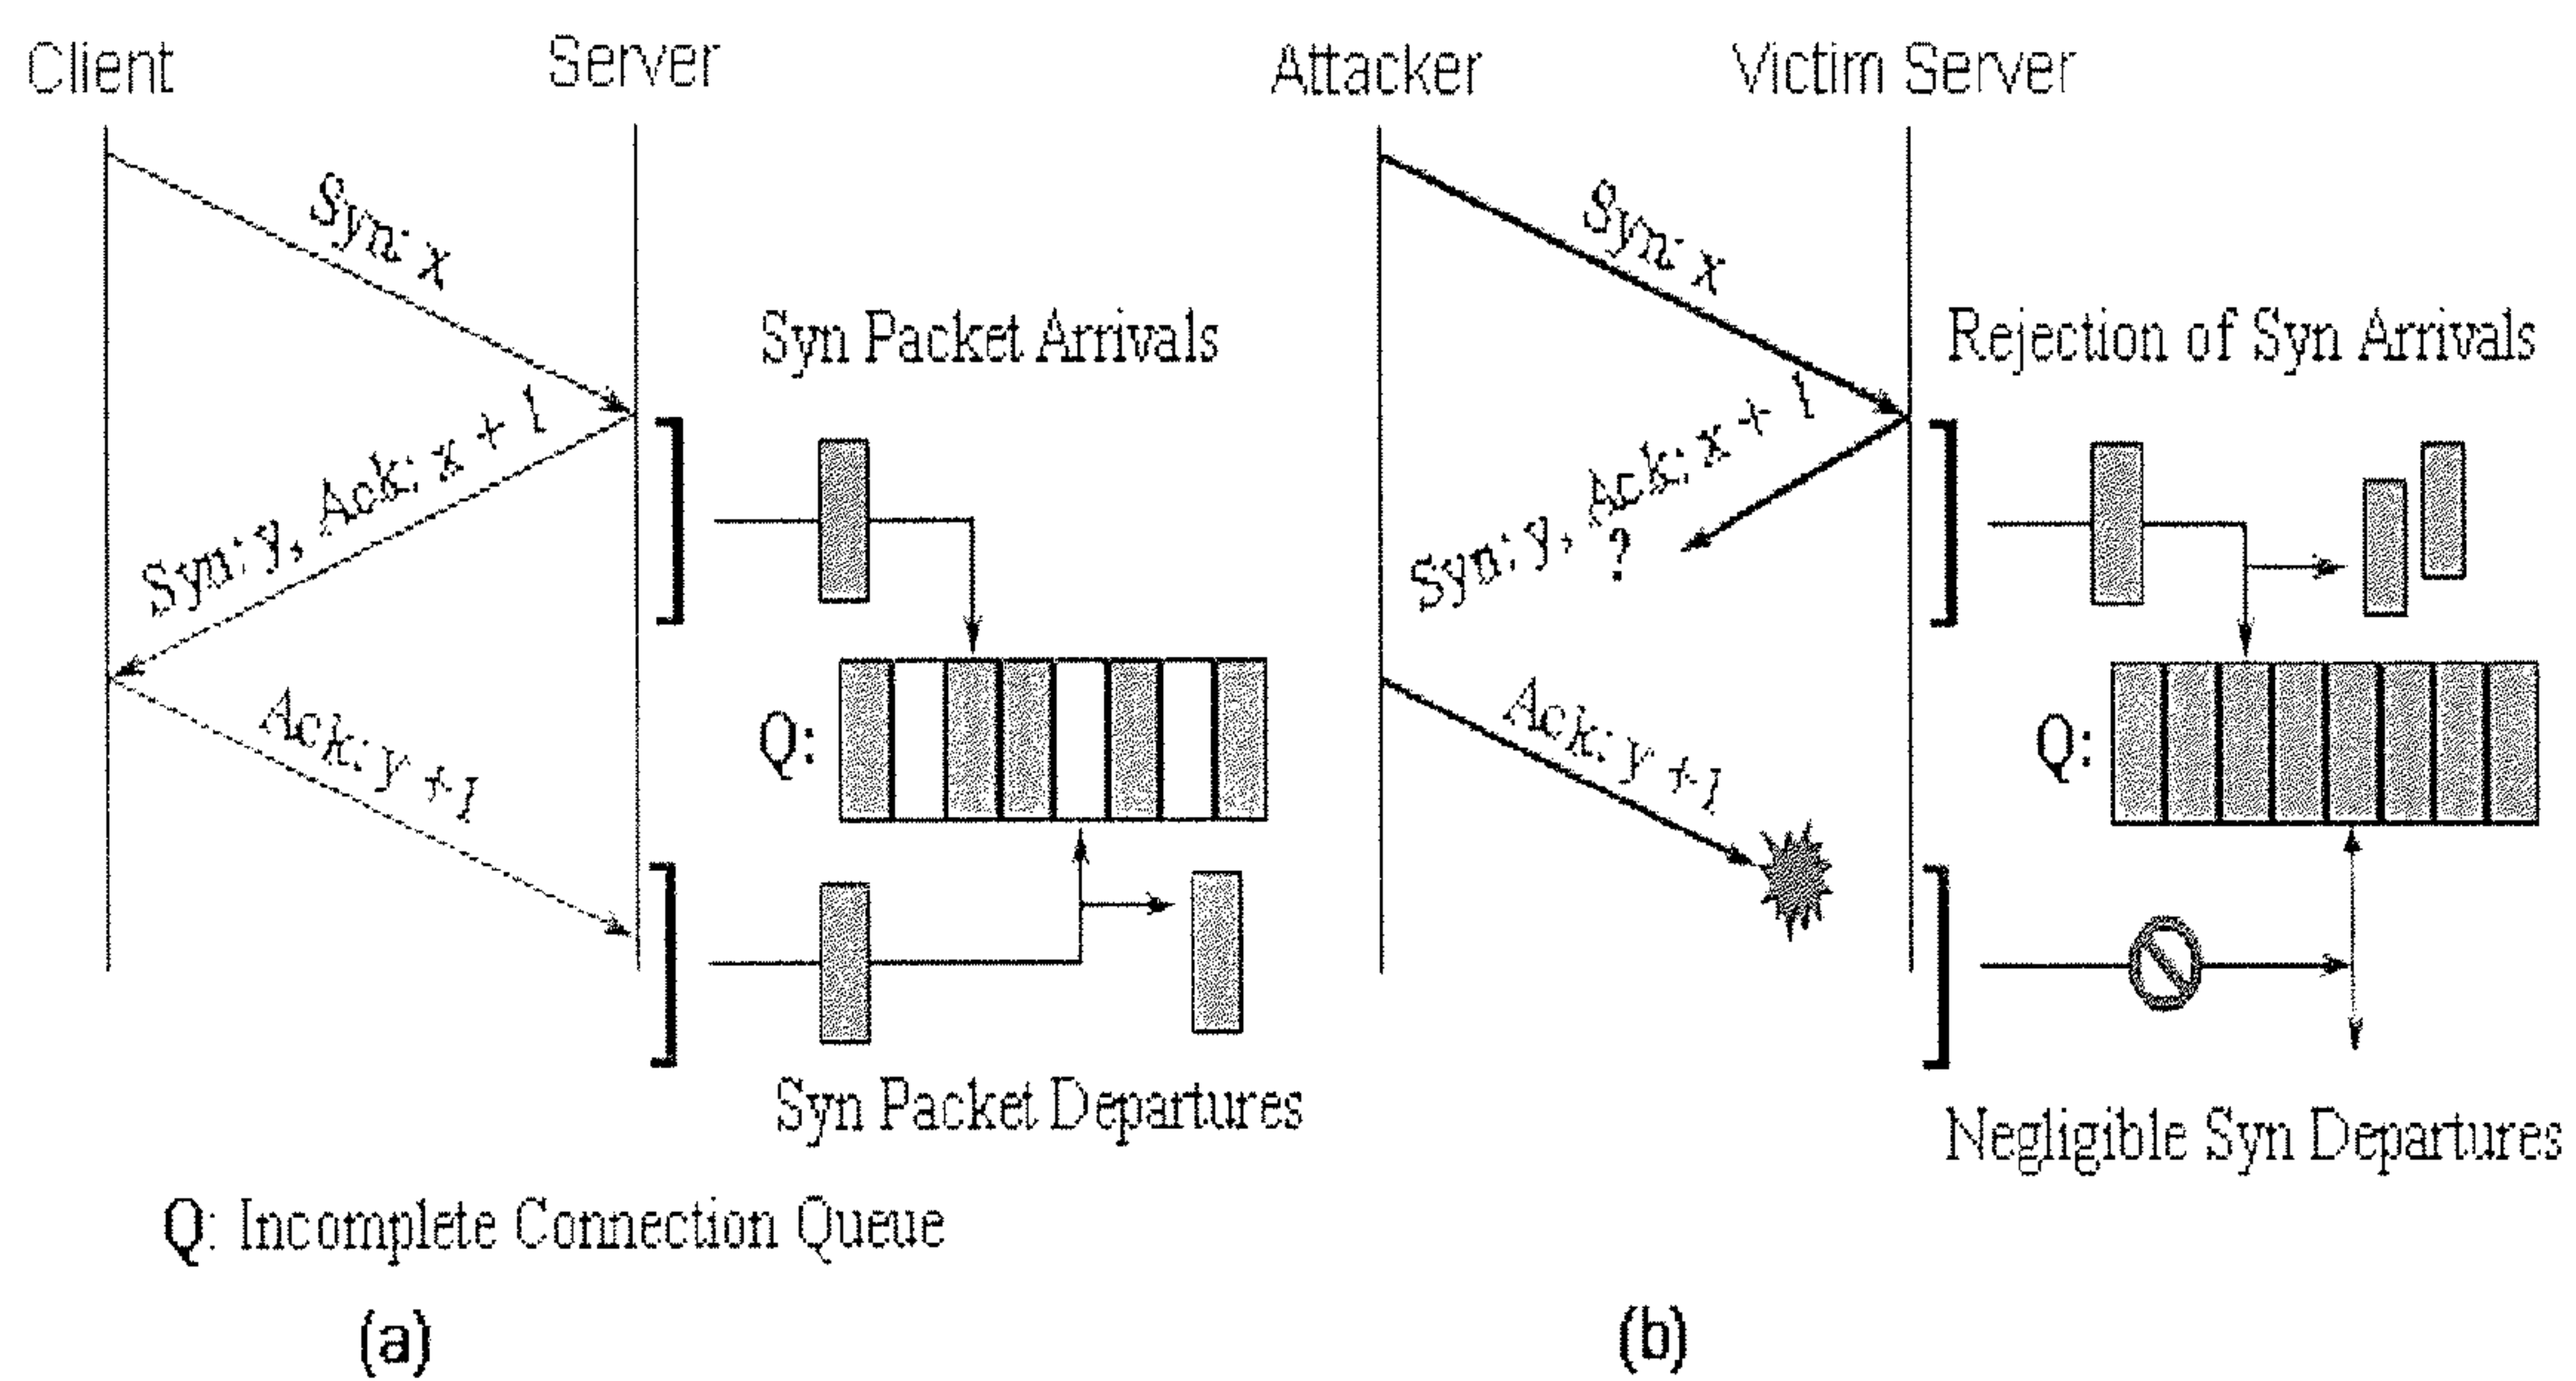 Client
Server
Syn: x
Syn: y, Ack: x + 1
Ack: y +1
Syn Packet Arrivals
Q:
Syn Packet Departures
Q: Incomplete Connection Queue
(a)
Attacker
Victim Server
Syn: x
Syn: y, Ack: x + 1
?
Ack: y +1
Rejection of Syn Arrivals
Q:
Negligible Syn Departures
(b)